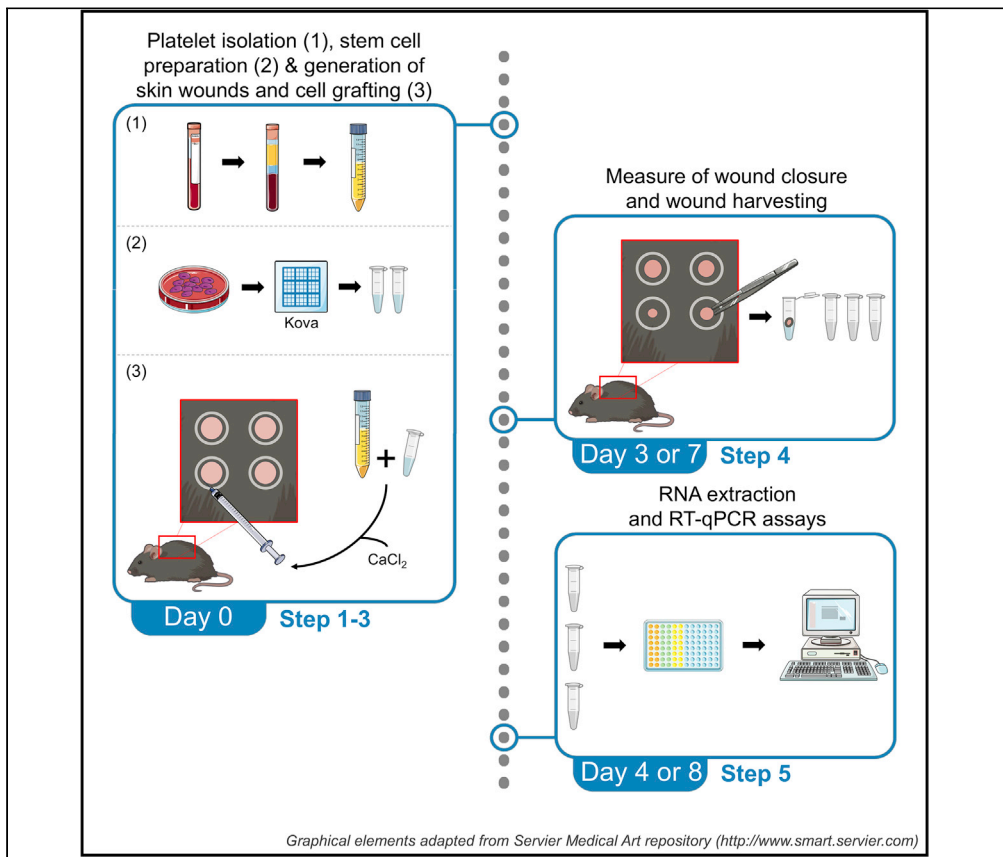 Platelet isolation (1), stem cell
preparation (2) & generation of
skin wounds and cell grafting (3)
(1)
(2)
Kova
(3)
+
CaCl₂
Day 0
Step 1-3
Measure of wound closure
and wound harvesting
Day 3 or 7
Step 4
RNA extraction
and RT-qPCR assays
Day 4 or 8
Step 5
Graphical elements adapted from Servier Medical Art repository (http://www.smart.servier.com)